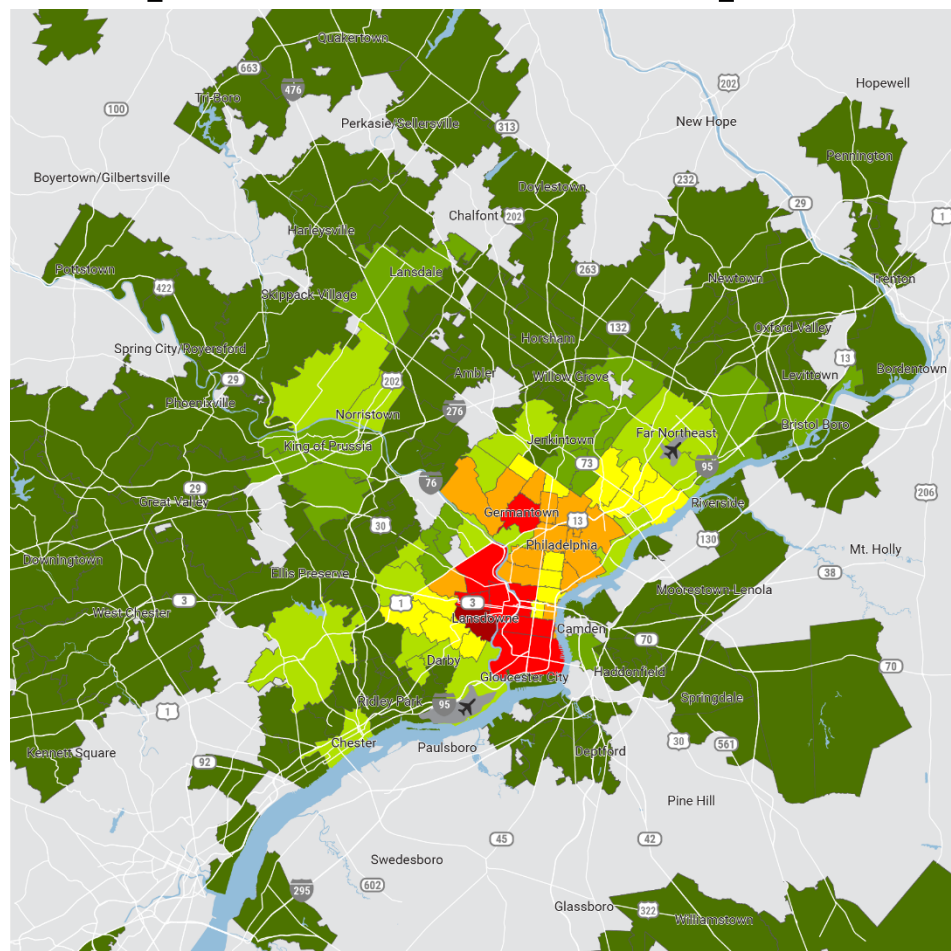 Quakertown
663
476
202
Hopewell
Tri-Boro
100
Perkasie/Sellersville
313
New Hope
Pennington
Boyertown/Gilbertsville
232
Doylestown
29
Chalfont
202
1
Harleysville
Pottstown
Lansdale
263
Newtown
Trenton
422
Skippack Village
132
Oxford Valley
Spring City/Royersford
Horsham
13
29
202
Ambler
Willow Grove
Levittown
Bordentown
Phoenixville
Norristown
276
King of Prussia
Jenkintown
Far Northeast
Bristol Boro
73
95
29
76
206
Great Valley
Germantown
Riverside
30
13
130
Philadelphia
Mt. Holly
Downingtown
Ellis Preserve
38
Moorestown-Lenola
3
1
3
West Chester
Lansdowne
Camden
70
Darby
Haddonfield
70
Gloucester City
1
Ridley Park
95
Springdale
Kennett Square
Chester
Paulsboro
Deptford
30
561
92
Pine Hill
45
42
Swedesboro
295
602
Glassboro
322
Williamstown